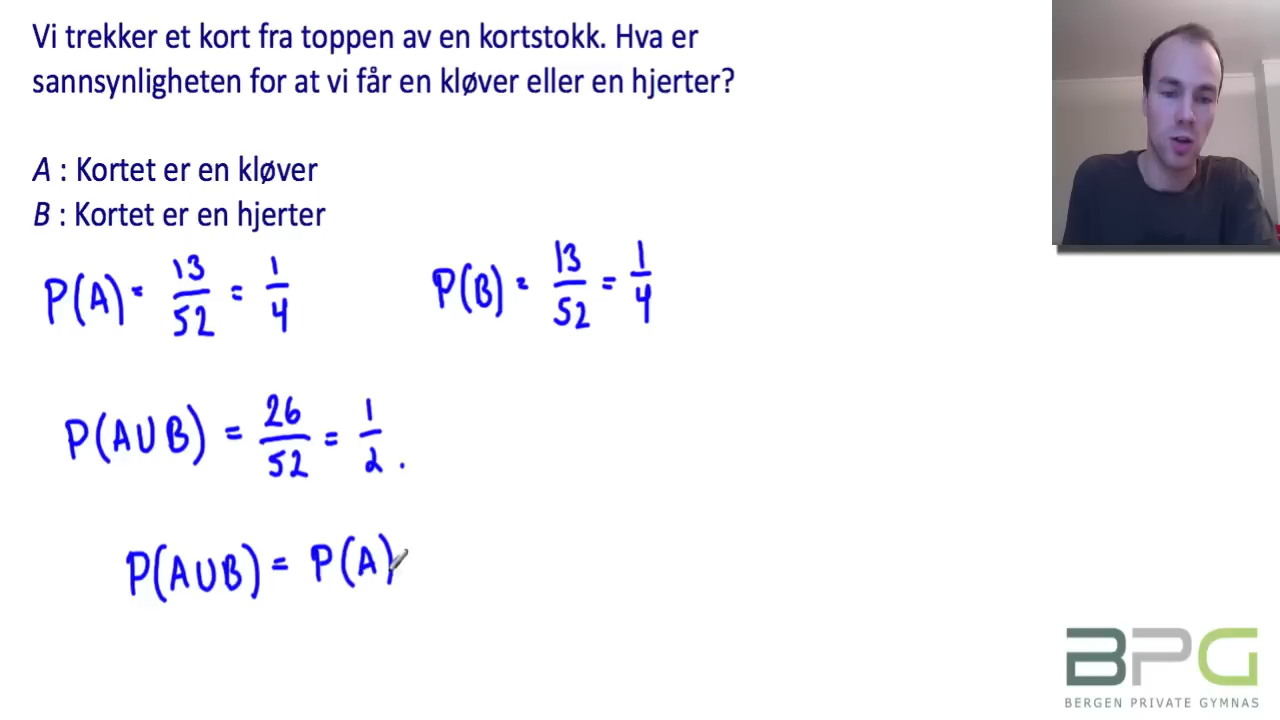 Vi trekker et kort fra toppen av en kortstokk. Hva er
sannsynligheten for at vi får en kløver eller en hjerter?
A : Kortet er en kløver
B : Kortet er en hjerter
P(A) = 13/52 = 1/4
P(B) = 13/52 = 1/4
P(A∪B) = 26/52 = 1/2.
P(A∪B) = P(A)
BPG
BERGEN PRIVATE GYMNAS